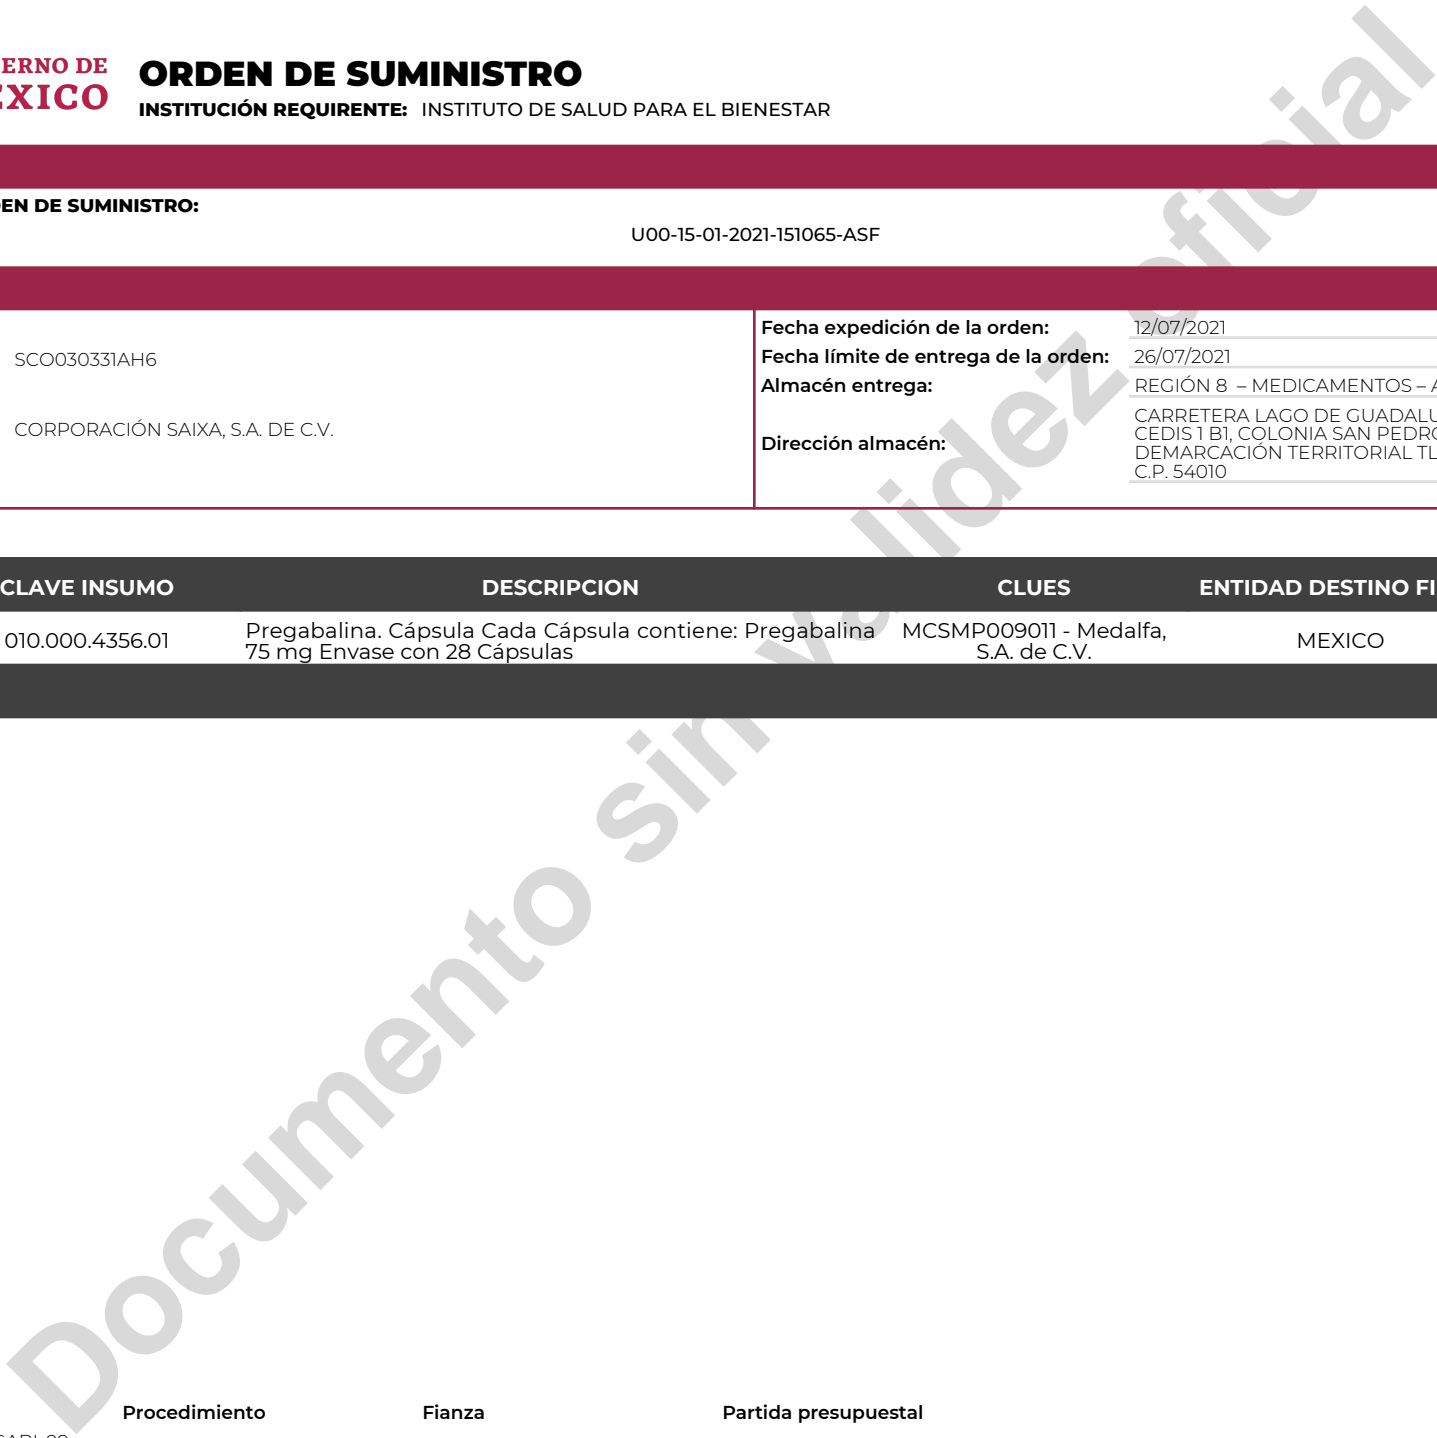 ERNO DE
EXICO
ORDEN DE SUMINISTRO
INSTITUCIÓN REQUIRENTE: INSTITUTO DE SALUD PARA EL BIENESTAR
EN DE SUMINISTRO:
U00-15-01-2021-151065-ASF
SCO030331AH6
CORPORACIÓN SAIXA, S.A. DE C.V.
Fecha expedición de la orden: 12/07/2021
Fecha límite de entrega de la orden: 26/07/2021
Almacén entrega: REGIÓN 8 – MEDICAMENTOS – A
Dirección almacén:
CARRETERA LAGO DE GUADALU
CEDIS 1 B1, COLONIA SAN PEDRO
DEMARCACIÓN TERRITORIAL TL
C.P. 54010
CLAVE INSUMO DESCRIPCION CLUES ENTIDAD DESTINO FI
010.000.4356.01
Pregabalina. Cápsula Cada Cápsula contiene: Pregabalina
75 mg Envase con 28 Cápsulas
MCSMP009011 - Medalfa,
S.A. de C.V.
MEXICO
Documento sin validez oficial
Procedimiento Fianza Partida presupuestal